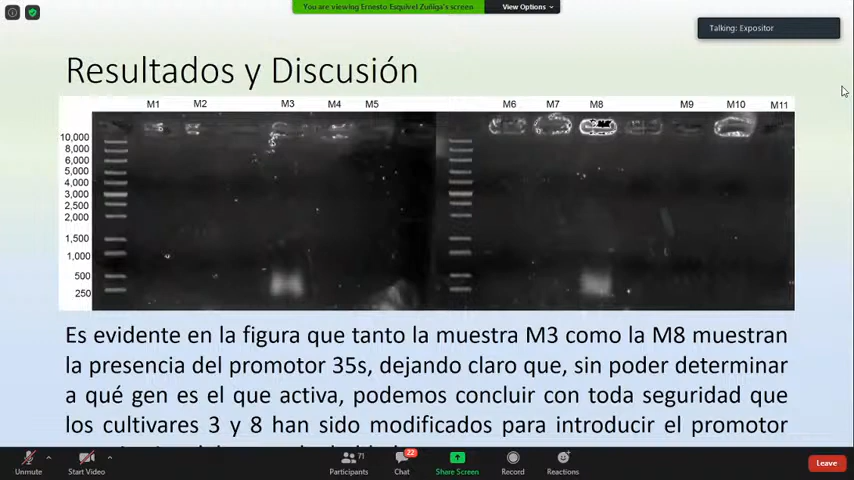 You are viewing Ernesto Esquivel Zuñiga's screen
View Options
Talking: Expositor
Resultados y Discusión
M1 M2 M3 M4 M5 M6 M7 M8 M9 M10 M11
10,000
8,000
6,000
5,000
4,000
3,000
2,500
2,000
1,500
1,000
500
250
Es evidente en la figura que tanto la muestra M3 como la M8 muestran
la presencia del promotor 35s, dejando claro que, sin poder determinar
a qué gen es el que activa, podemos concluir con toda seguridad que
los cultivares 3 y 8 han sido modificados para introducir el promotor
Unmute
Start Video
Participants
71
Chat
22
Share Screen
Record
Reactions
Leave